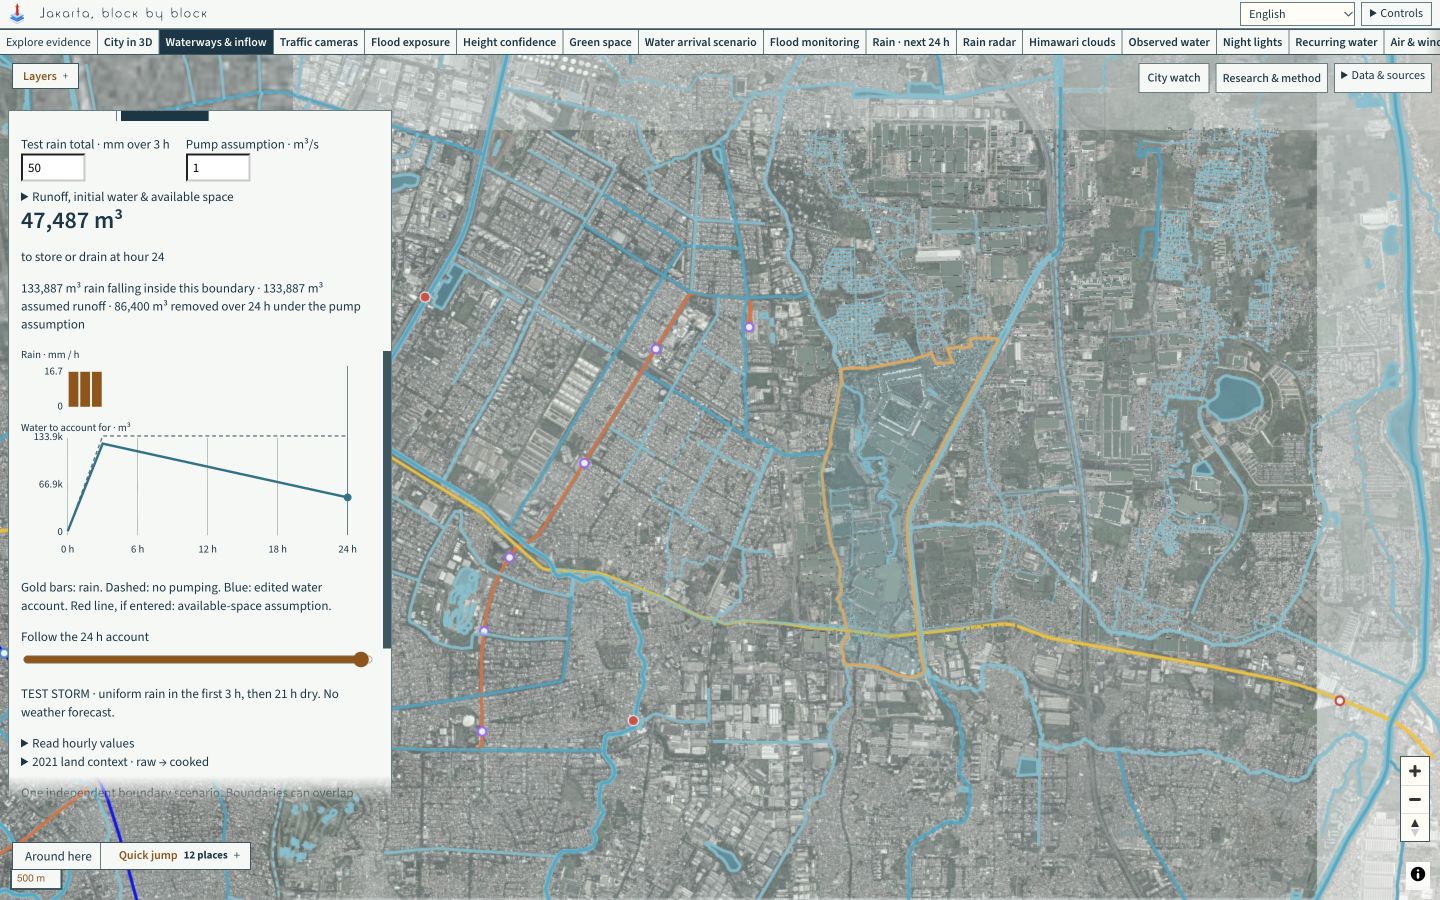 Jakarta, block by block
English
Controls
Explore evidence
City in 3D
Waterways & inflow
Traffic cameras
Flood exposure
Height confidence
Green space
Water arrival scenario
Flood monitoring
Rain · next 24 h
Rain radar
Himawari clouds
Observed water
Night lights
Recurring water
Air & wind
Layers +
City watch
Research & method
Data & sources
Test rain total · mm over 3 h
Pump assumption · m³/s
50
1
Runoff, initial water & available space
47,487 m³
to store or drain at hour 24
133,887 m³ rain falling inside this boundary · 133,887 m³
assumed runoff · 86,400 m³ removed over 24 h under the pump
assumption
Rain · mm / h
16.7
0
Water to account for · m³
133.9k
66.9k
0
0 h
6 h
12 h
18 h
24 h
Gold bars: rain. Dashed: no pumping. Blue: edited water
account. Red line, if entered: available-space assumption.
Follow the 24 h account
TEST STORM · uniform rain in the first 3 h, then 21 h dry. No
weather forecast.
Read hourly values
2021 land context · raw → cooked
One independent boundary scenario. Boundaries can overlap
Around here
Quick jump 12 places +
500 m